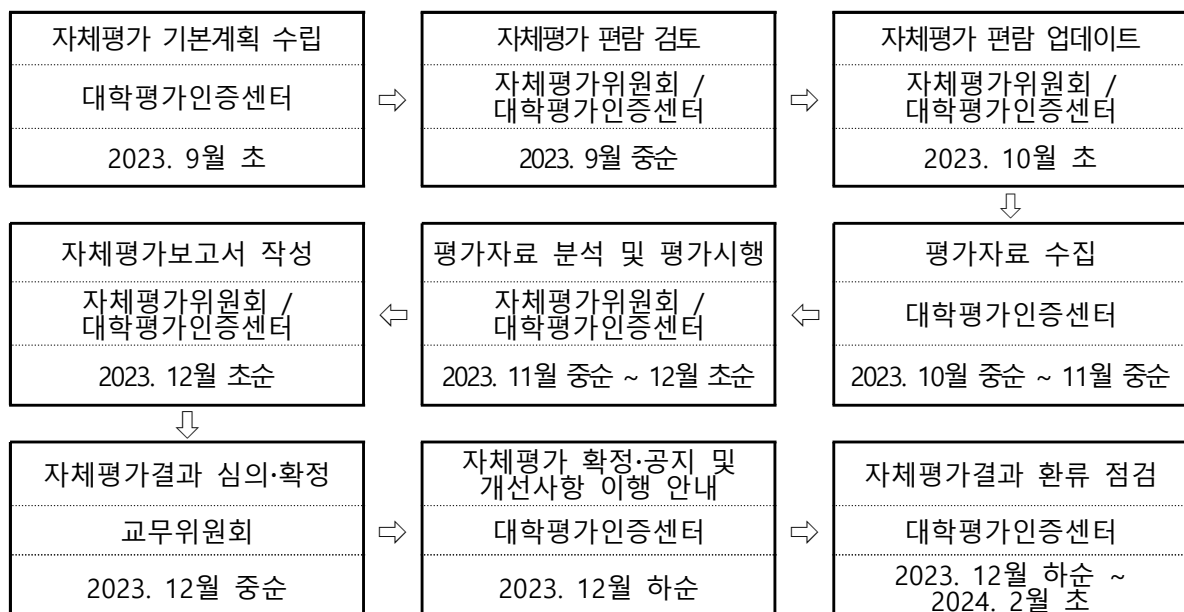 자체평가 기본계획 수립
대학평가인증센터
2023. 9월 초
⇨
자체평가 편람 검토
자체평가위원회 /
대학평가인증센터
2023. 9월 중순
⇨
자체평가 편람 업데이트
자체평가위원회 /
대학평가인증센터
2023. 10월 초
⇩
평가자료 수집
대학평가인증센터
2023. 10월 중순 ~ 11월 중순
⇦
평가자료 분석 및 평가시행
자체평가위원회 /
대학평가인증센터
2023. 11월 중순 ~ 12월 초순
⇦
자체평가보고서 작성
자체평가위원회 /
대학평가인증센터
2023. 12월 초순
⇩
자체평가결과 심의·확정
교무위원회
2023. 12월 중순
⇨
자체평가 확정·공지 및
개선사항 이행 안내
대학평가인증센터
2023. 12월 하순
⇨
자체평가결과 환류 점검
대학평가인증센터
2023. 12월 하순 ~
2024. 2월 초